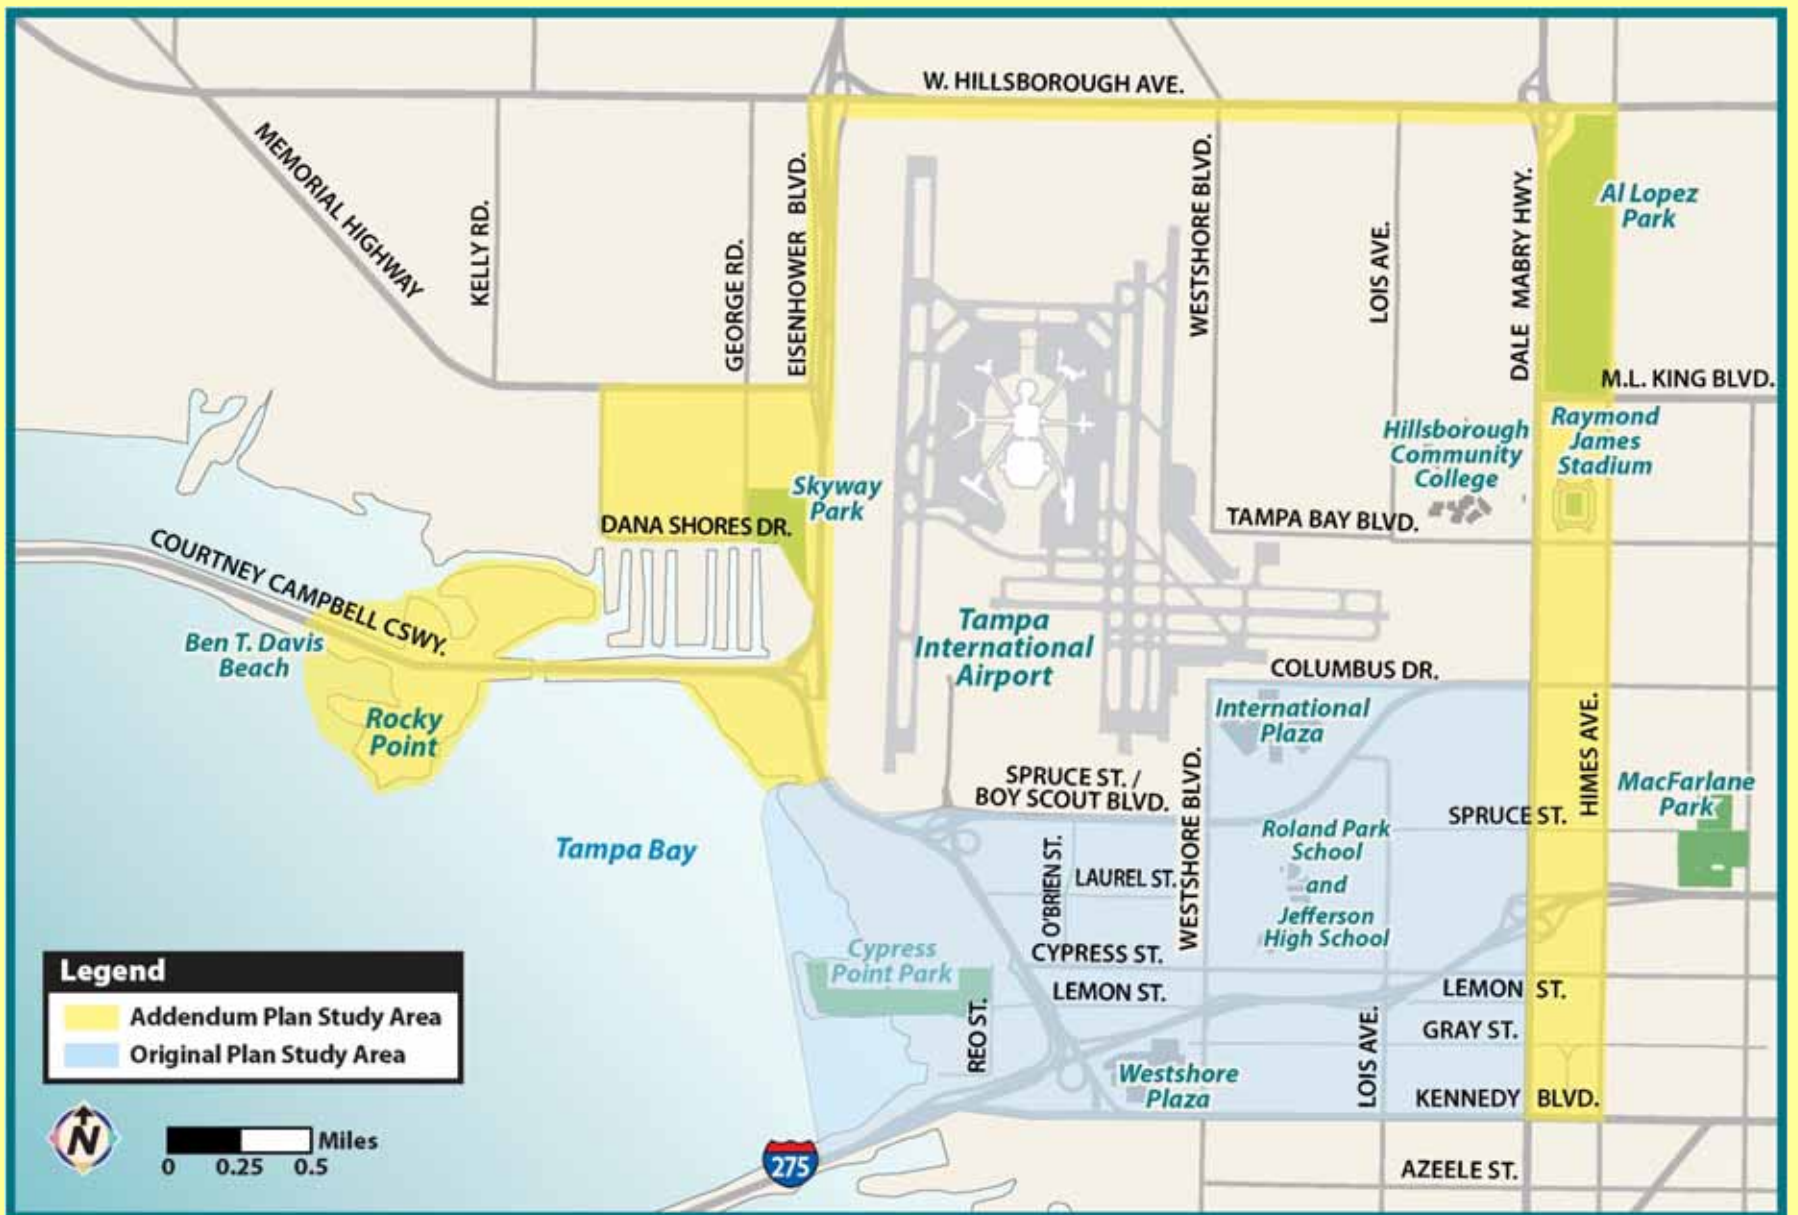 W. HILLSBOROUGH AVE.
MEMORIAL HIGHWAY
KELLY RD.
GEORGE RD.
EISENHOWER BLVD.
WESTSHORE BLVD.
LOIS AVE.
DALE MABRY HWY.
Al Lopez
Park
M.L. KING BLVD.
Hillsborough
Community
College
Raymond
James
Stadium
Skyway
Park
DANA SHORES DR.
TAMPA BAY BLVD.
COURTNEY CAMPBELL CSWY.
Ben T. Davis
Beach
Rocky
Point
Tampa
International
Airport
COLUMBUS DR.
International
Plaza
HIMES AVE.
SPRUCE ST. /
BOY SCOUT BLVD.
WESTSHORE BLVD.
SPRUCE ST.
MacFarlane
Park
Tampa Bay
O'BRIEN ST.
LAUREL ST.
Roland Park
School
and
Jefferson
High School
Cypress
Point Park
CYPRESS ST.
LEMON ST.
LEMON ST.
REO ST.
GRAY ST.
LOIS AVE.
Westshore
Plaza
KENNEDY BLVD.
AZEELE ST.
275
Legend
Addendum Plan Study Area
Original Plan Study Area
N
Miles
0 0.25 0.5